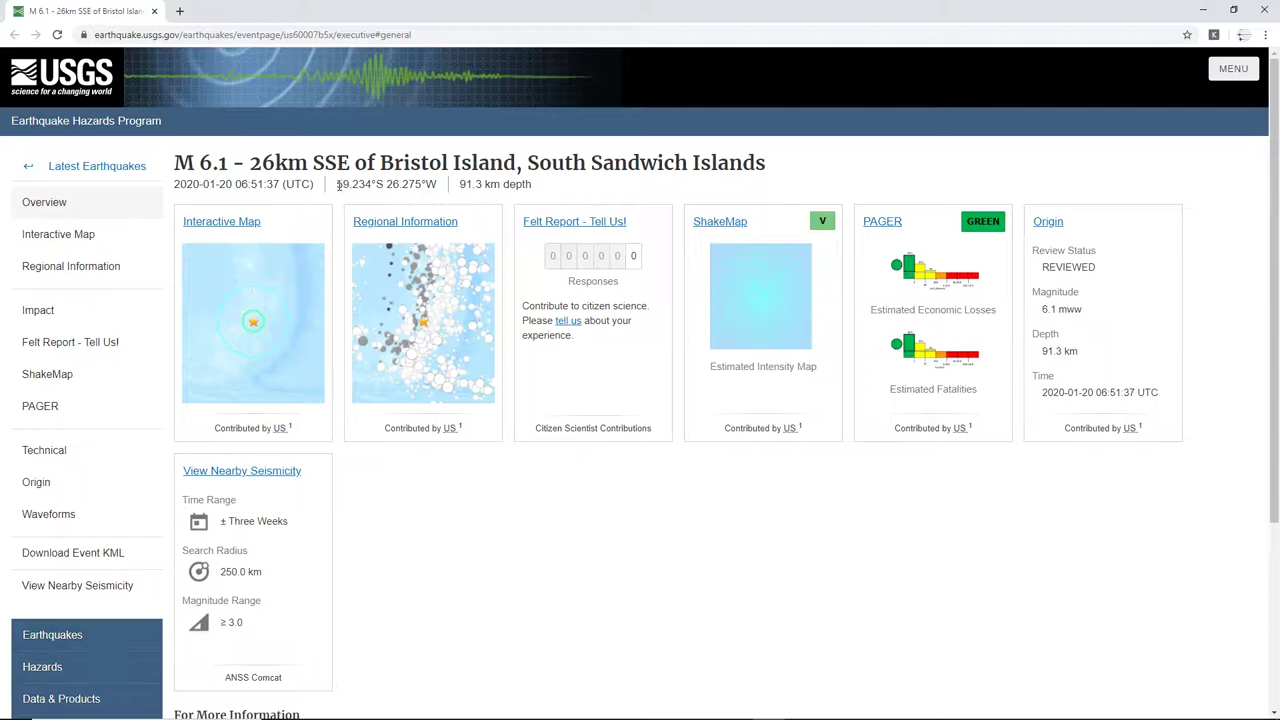 M 6.1 - 26km SSE of Bristol Islan
earthquake.usgs.gov/earthquakes/eventpage/us60007b5x/executive#general
K
USGS
science for a changing world
MENU
Earthquake Hazards Program
Latest Earthquakes
Overview
Interactive Map
Regional Information
Impact
Felt Report - Tell Us!
ShakeMap
PAGER
Technical
Origin
Waveforms
Download Event KML
View Nearby Seismicity
Earthquakes
Hazards
Data & Products
M 6.1 - 26km SSE of Bristol Island, South Sandwich Islands
2020-01-20 06:51:37 (UTC) 59.234°S 26.275°W 91.3 km depth
Interactive Map
Contributed by US 1
Regional Information
Contributed by US 1
Felt Report - Tell Us!
0 0 0 0 0 0
Responses
Contribute to citizen science.
Please tell us about your
experience.
Citizen Scientist Contributions
ShakeMap V
Estimated Intensity Map
Contributed by US 1
PAGER GREEN
Estimated Economic Losses
Estimated Fatalities
Contributed by US 1
Origin
Review Status
REVIEWED
Magnitude
6.1 mww
Depth
91.3 km
Time
2020-01-20 06:51:37 UTC
Contributed by US 1
View Nearby Seismicity
Time Range
± Three Weeks
Search Radius
250.0 km
Magnitude Range
≥ 3.0
ANSS Comcat
For More Information